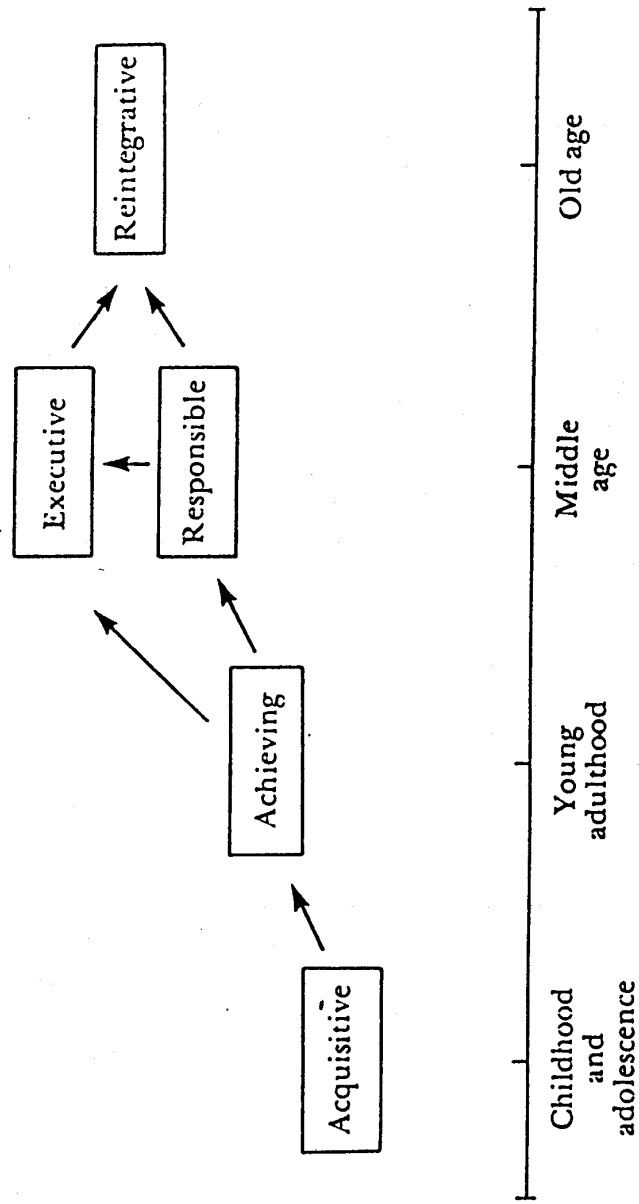 Executive
Reintegrative
Responsible
Achieving
Acquisitive
Childhood
and
adolescence
Young
adulthood
Middle
age
Old age